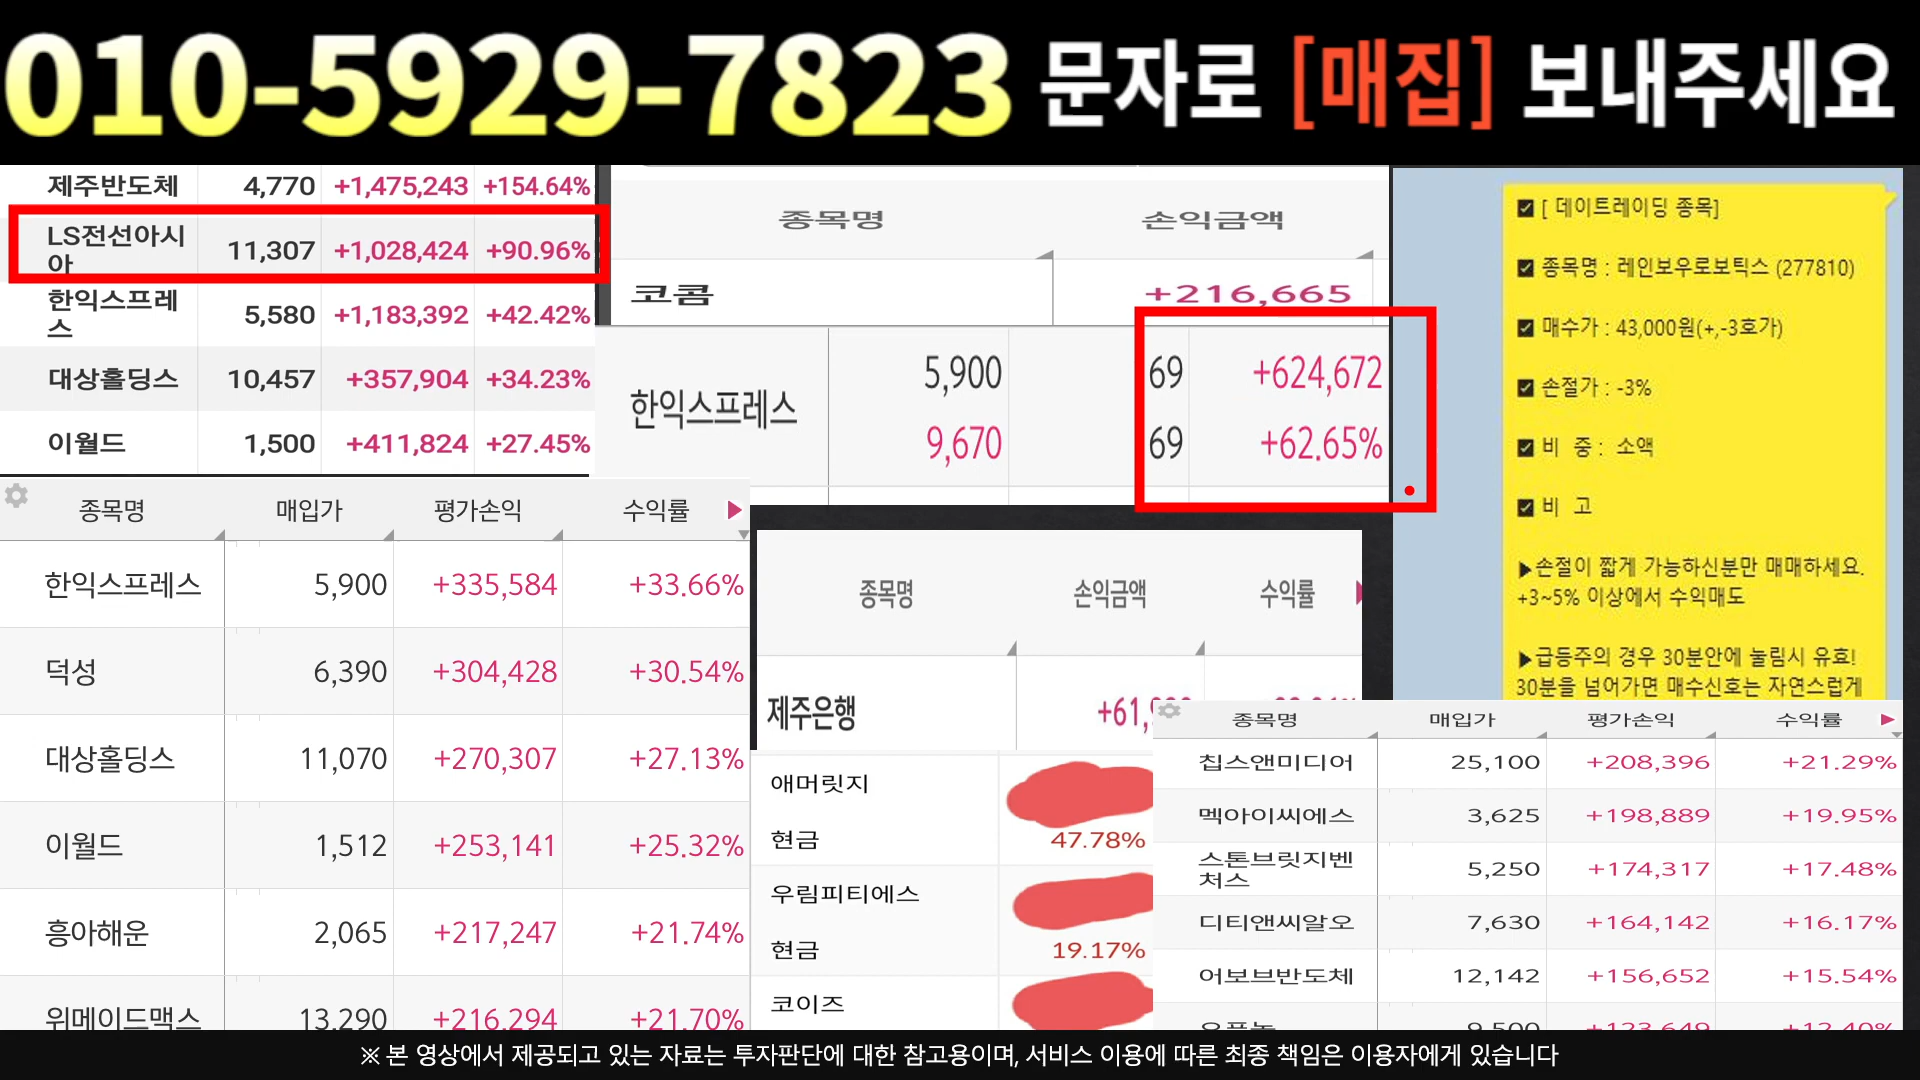 010-5929-7823 문자로 [매집] 보내주세요
제주반도체 4,770 +1,475,243 +154.64%
LS전선아시
아 11,307 +1,028,424 +90.96%
한익스프레
스 5,580 +1,183,392 +42.42%
대상홀딩스 10,457 +357,904 +34.23%
이월드 1,500 +411,824 +27.45%
종목명 손익금액
코콤 +216,665
한익스프레스
5,900 69 +624,672
9,670 69 +62.65%
☑ [ 데이트레이딩 종목]
☑ 종목명 : 레인보우로보틱스 (277810)
☑ 매수가 : 43,000원(+,-3호가)
☑ 손절가 : -3%
☑ 비 중 : 소액
☑ 비 고
▶손절이 짧게 가능하신분만 매매하세요.
+3~5% 이상에서 수익매도
▶급등주의 경우 30분안에 눌림시 유효!
30분을 넘어가면 매수신호는 자연스럽게
종목명 매입가 평가손익 수익률
한익스프레스 5,900 +335,584 +33.66%
덕성 6,390 +304,428 +30.54%
대상홀딩스 11,070 +270,307 +27.13%
이월드 1,512 +253,141 +25.32%
흥아해운 2,065 +217,247 +21.74%
위메이드맥스 13,290 +216,294 +21.70%
종목명 손익금액 수익률
제주은행
애머릿지
현금 47.78%
우림피티에스
현금 19.17%
코이즈
종목명 매입가 평가손익 수익률
칩스앤미디어 25,100 +208,396 +21.29%
멕아이씨에스 3,625 +198,889 +19.95%
스톤브릿지벤
처스 5,250 +174,317 +17.48%
디티앤씨알오 7,630 +164,142 +16.17%
어보브반도체 12,142 +156,652 +15.54%
※ 본 영상에서 제공되고 있는 자료는 투자판단에 대한 참고용이며, 서비스 이용에 따른 최종 책임은 이용자에게 있습니다